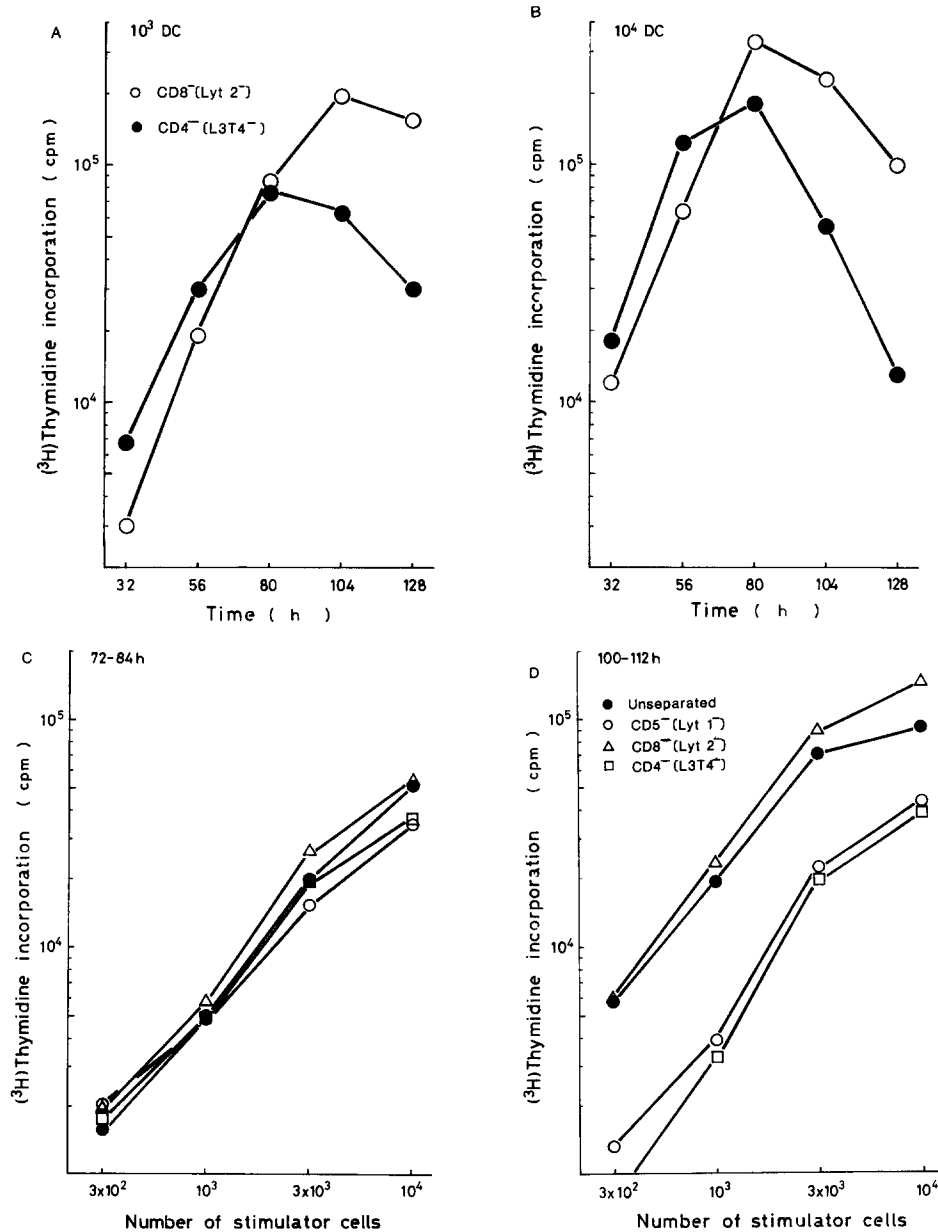 A
10³ DC
CD8⁻(Lyt 2⁻)
CD4⁻(L3T4⁻)
10⁵
10⁴
(³H)Thymidine incorporation ( cpm )
32 56 80 104 128
Time ( h )
B
10⁴ DC
10⁵
10⁴
(³H)Thymidine incorporation ( cpm )
32 56 80 104 128
Time ( h )
C
72-84h
10⁵
10⁴
(³H)Thymidine incorporation ( cpm )
3x10² 10³ 3x10³ 10⁴
Number of stimulator cells
D
100-112h
Unseparated
CD5⁻(Lyt 1⁻)
CD8⁻(Lyt 2⁻)
CD4⁻(L3T4⁻)
10⁵
10⁴
(³H)Thymidine incorporation ( cpm )
3x10² 10³ 3x10³ 10⁴
Number of stimulator cells